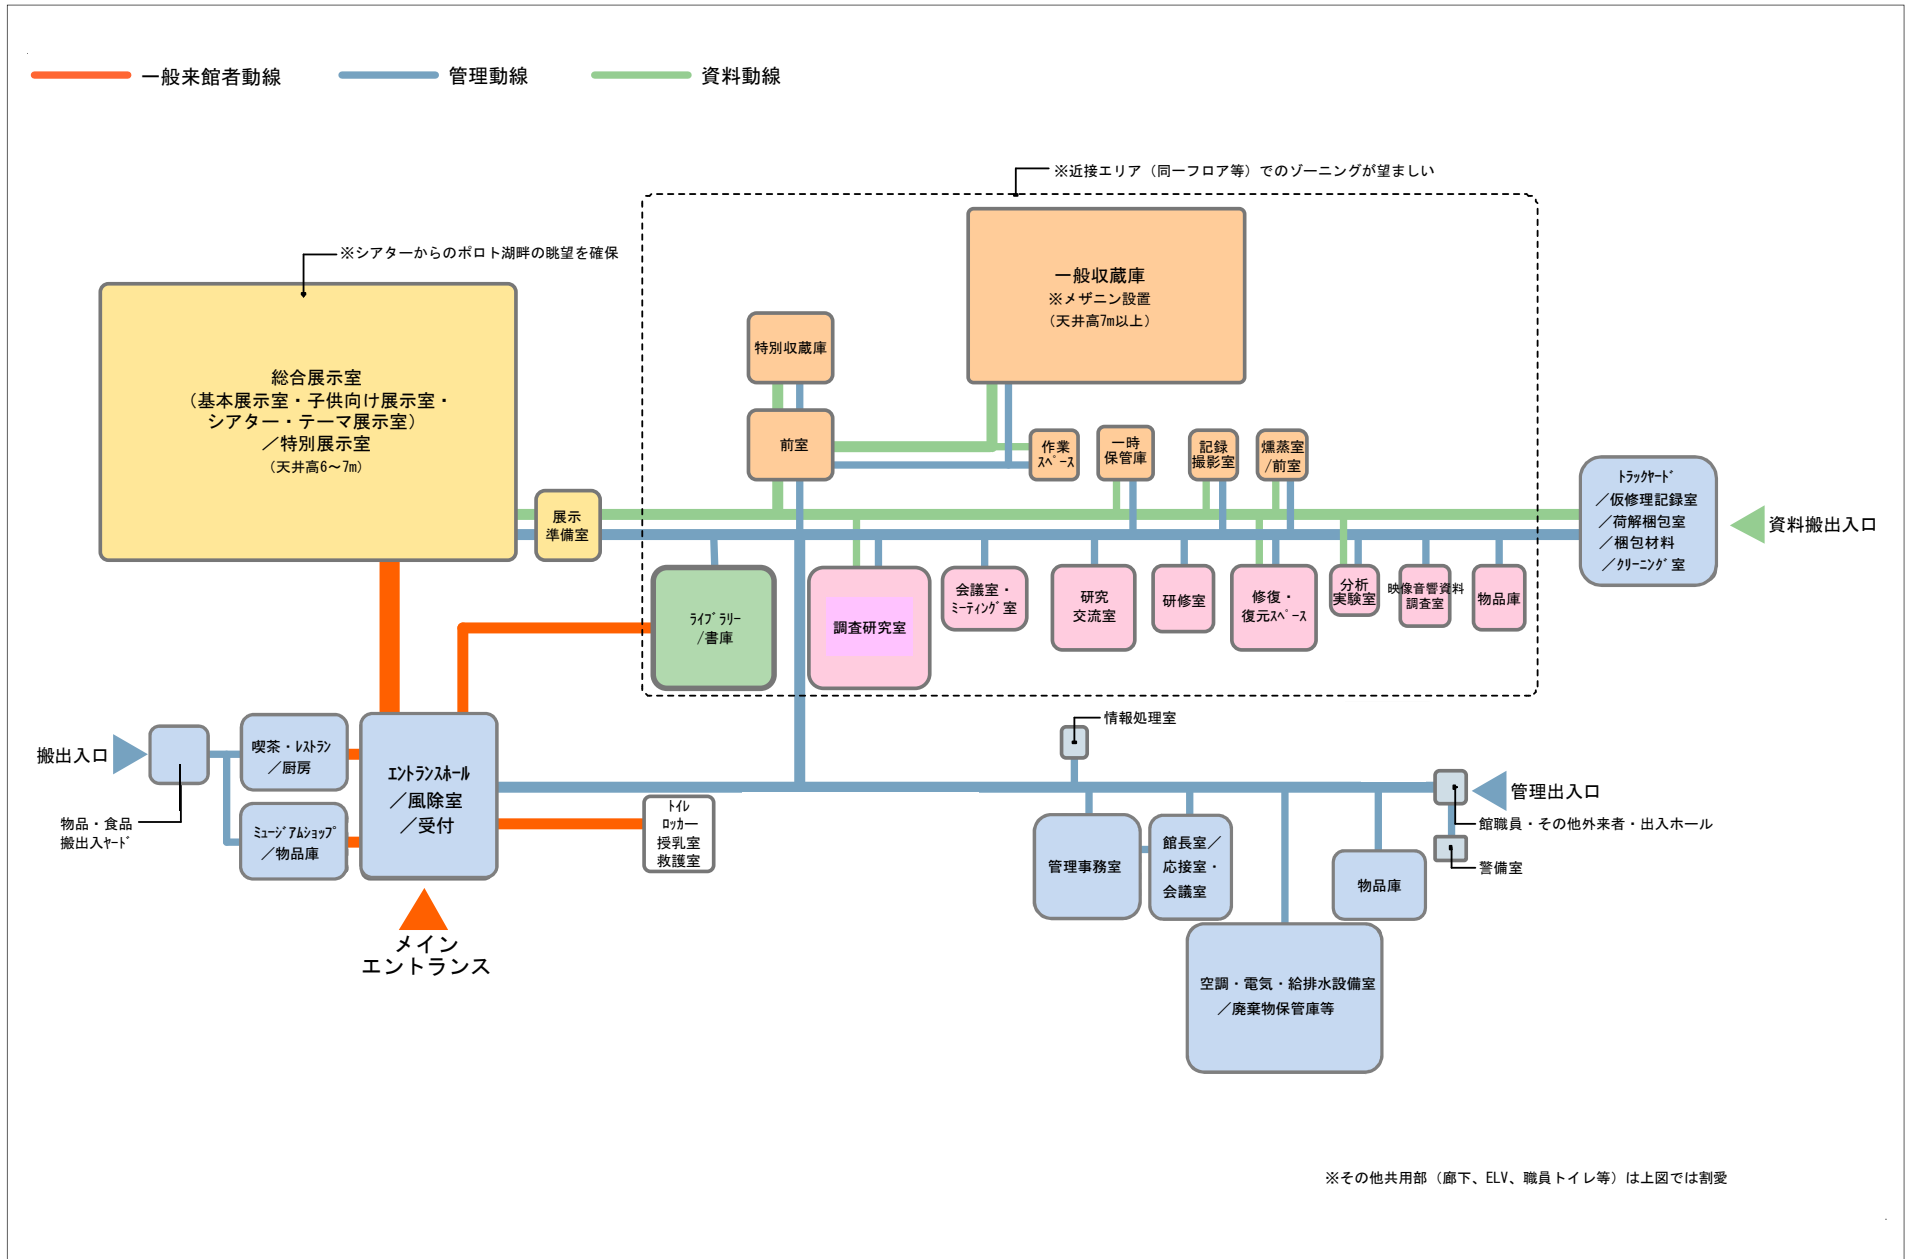 一般来館者動線
管理動線
資料動線
※近接エリア（同一フロア等）でのゾーニングが望ましい
※シアターからのポロト湖畔の眺望を確保
一般収蔵庫
※メザニン設置
（天井高7m以上）
特別収蔵庫
総合展示室
（基本展示室・子供向け展示室・
シアター・テーマ展示室）
／特別展示室
（天井高6～7m）
前室
作業
ｽﾍﾟｰｽ
一時
保管庫
記録
撮影室
燻蒸室
/前室
展示
準備室
ﾄﾗｯｸﾔｰﾄﾞ
／仮修理記録室
／荷解梱包室
／梱包材料
／ｸﾘｰﾆﾝｸﾞ室
資料搬出入口
ﾗｲﾌﾞﾗﾘｰ
/書庫
調査研究室
会議室・
ﾐｰﾃｨﾝｸﾞ室
研究
交流室
研修室
修復・
復元ｽﾍﾟｰｽ
分析
実験室
映像音響資料
調査室
物品庫
搬出入口
物品・食品
搬出入ﾔｰﾄﾞ
喫茶・ﾚｽﾄﾗﾝ
／厨房
ﾐｭｰｼﾞｱﾑｼｮｯﾌﾟ
／物品庫
ｴﾝﾄﾗﾝｽﾎｰﾙ
／風除室
／受付
ﾄｲﾚ
ﾛｯｶｰ
授乳室
救護室
メイン
エントランス
情報処理室
管理出入口
館職員・その他外来者・出入ホール
警備室
管理事務室
館長室／
応接室・
会議室
物品庫
空調・電気・給排水設備室
／廃棄物保管庫等
※その他共用部（廊下、ELV、職員トイレ等）は上図では割愛